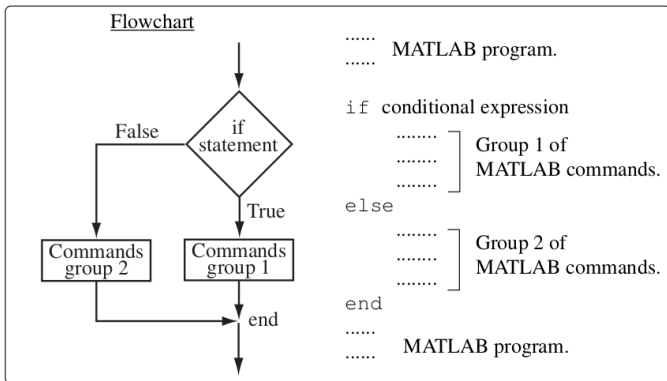 Flowchart
False
if
statement
True
Commands
group 2
Commands
group 1
end
......
...... MATLAB program.
if conditional expression
........
........ Group 1 of
........ MATLAB commands.
else
........
........ Group 2 of
........ MATLAB commands.
end
......
...... MATLAB program.